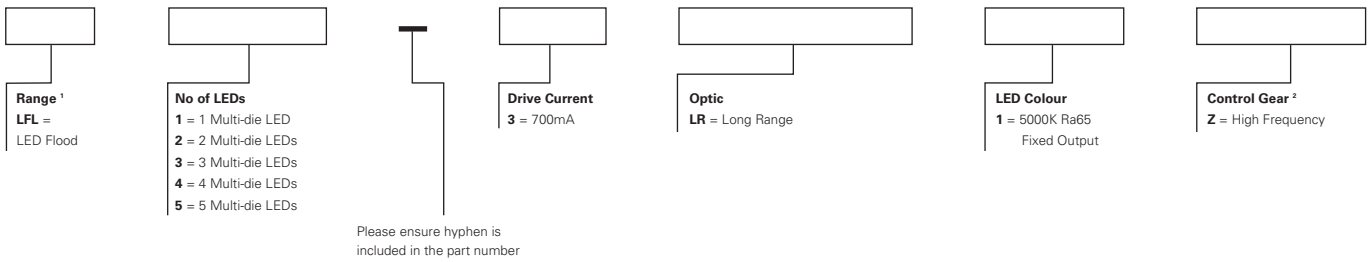 Range ¹
LFL =
LED Flood
No of LEDs
1 = 1 Multi-die LED
2 = 2 Multi-die LEDs
3 = 3 Multi-die LEDs
4 = 4 Multi-die LEDs
5 = 5 Multi-die LEDs
Please ensure hyphen is
included in the part number
Drive Current
3 = 700mA
Optic
LR = Long Range
LED Colour
1 = 5000K Ra65
Fixed Output
Control Gear ²
Z = High Frequency